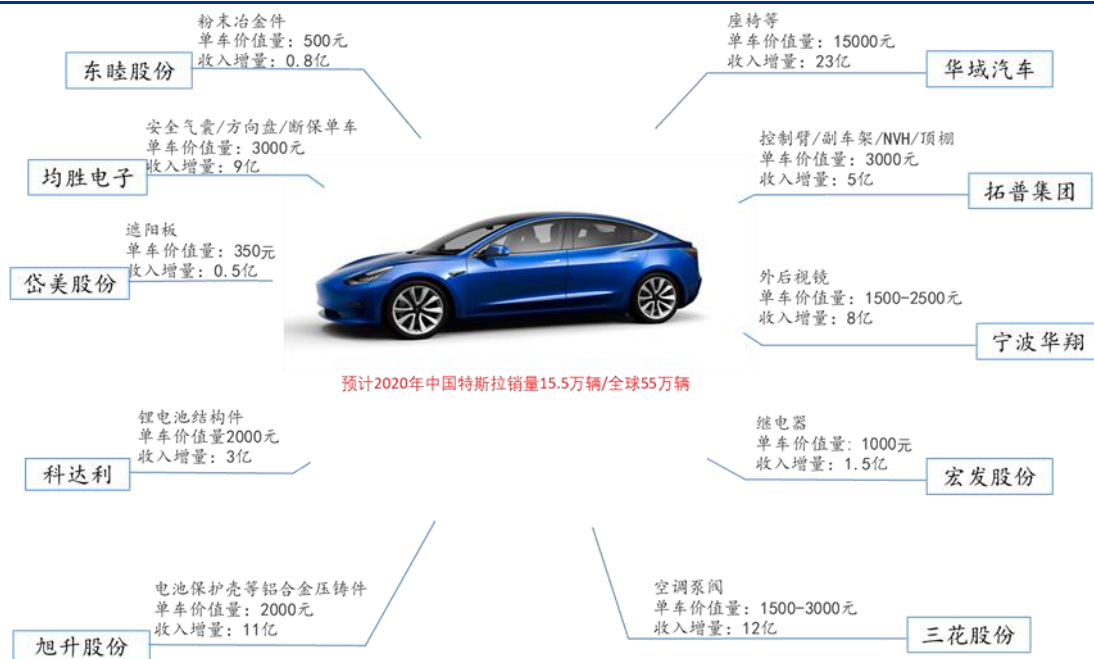 粉末冶金件
单车价值量：500元
收入增量：0.8亿
东睦股份
座椅等
单车价值量：15000元
收入增量：23亿
华域汽车
安全气囊/方向盘/断保单车
单车价值量：3000元
收入增量：9亿
均胜电子
控制臂/副车架/NVH/顶棚
单车价值量：3000元
收入增量：5亿
拓普集团
遮阳板
单车价值量：350元
收入增量：0.5亿
岱美股份
外后视镜
单车价值量：1500-2500元
收入增量：8亿
宁波华翔
预计2020年中国特斯拉销量15.5万辆/全球55万辆
锂电池结构件
单车价值量2000元
收入增量：3亿
科达利
继电器
单车价值量：1000元
收入增量：1.5亿
宏发股份
电池保护壳等铝合金压铸件
单车价值量：2000元
收入增量：11亿
旭升股份
空调泵阀
单车价值量：1500-3000元
收入增量：12亿
三花股份